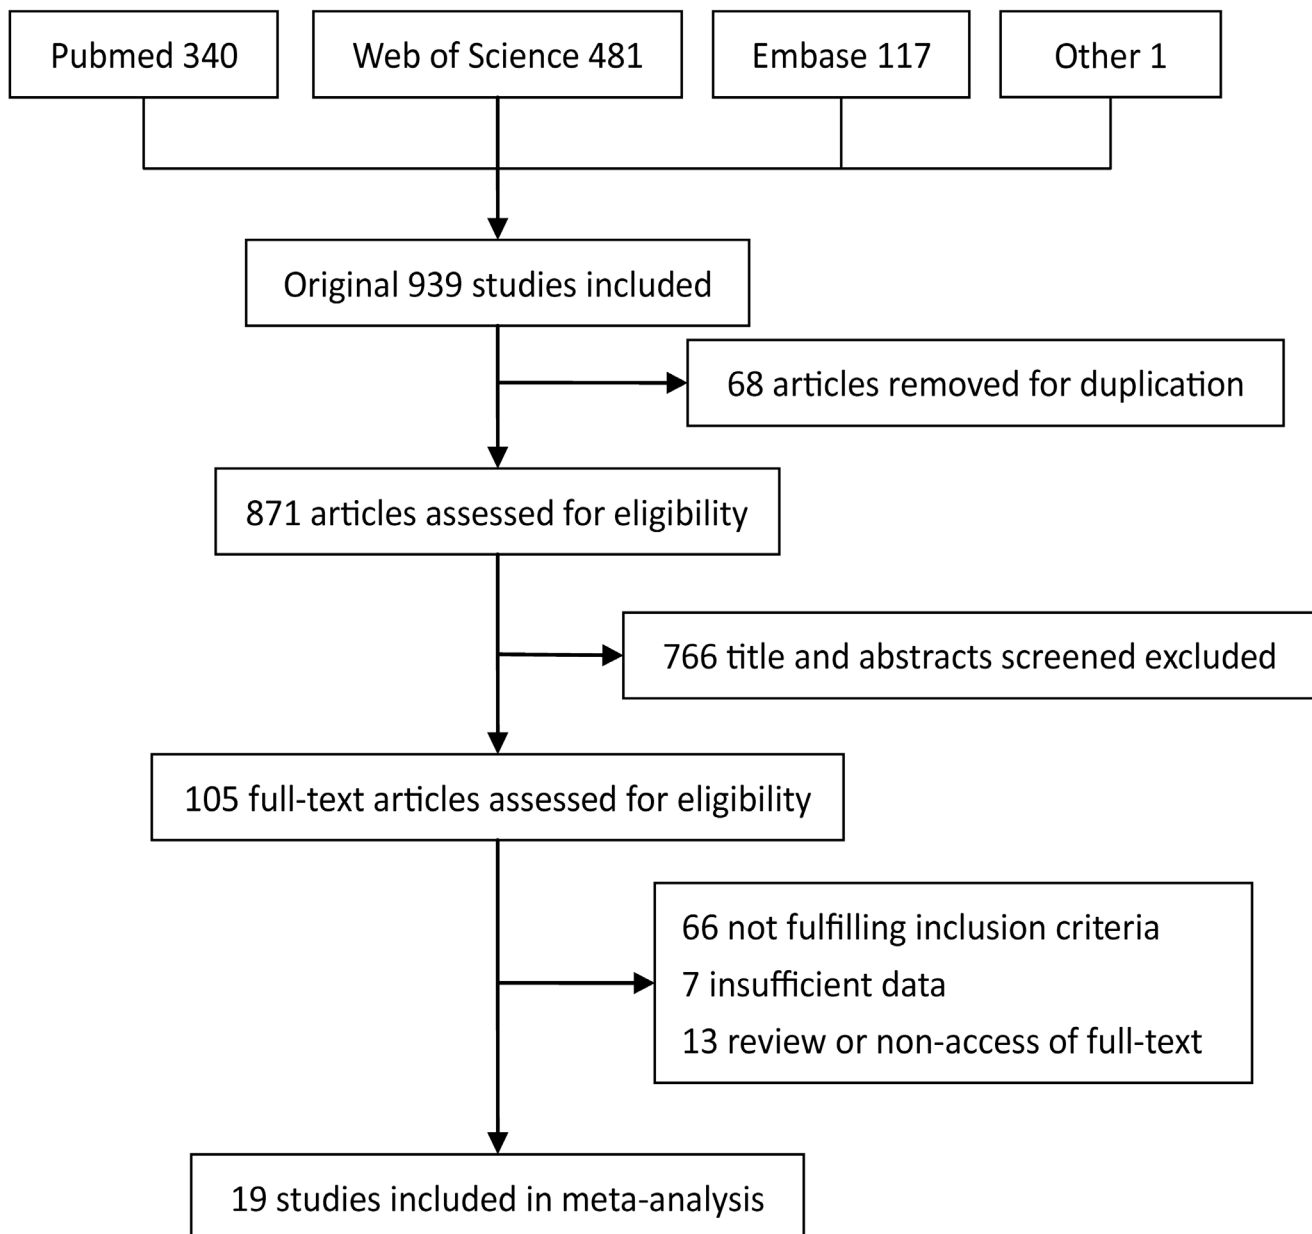 Pubmed 340
Web of Science 481
Embase 117
Other 1
Original 939 studies included
68 articles removed for duplication
871 articles assessed for eligibility
766 title and abstracts screened excluded
105 full-text articles assessed for eligibility
66 not fulfilling inclusion criteria
7 insufficient data
13 review or non-access of full-text
19 studies included in meta-analysis